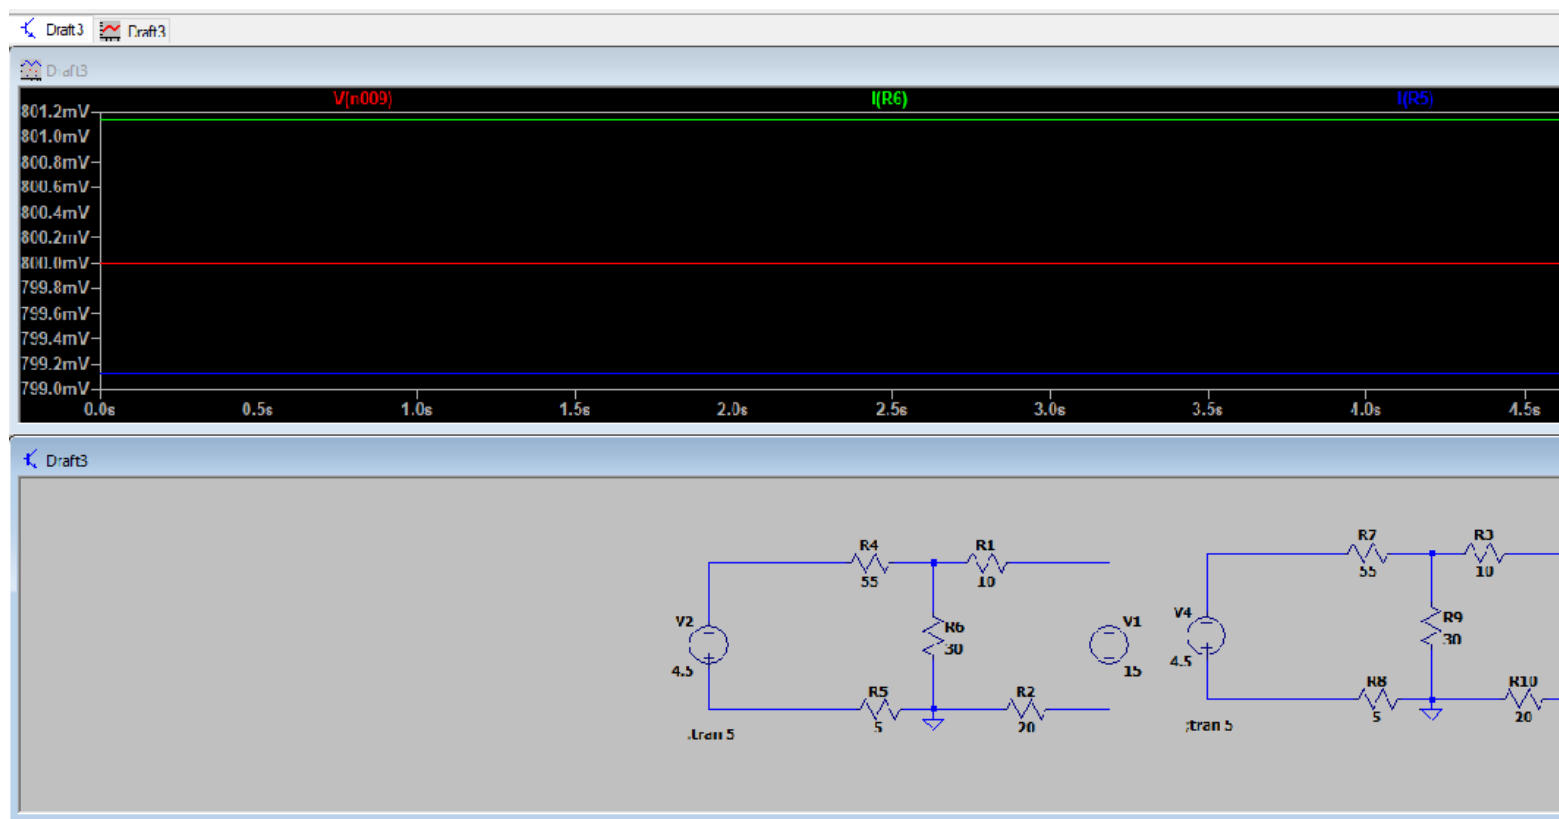 Draft3 Draft3
Draft3
V(n009) I(R6) I(R5)
801.2mV
801.0mV
800.8mV
800.6mV
800.4mV
800.2mV
800.0mV
799.8mV
799.6mV
799.4mV
799.2mV
799.0mV
0.0s 0.5s 1.0s 1.5s 2.0s 2.5s 3.0s 3.5s 4.0s 4.5s
Draft3
R4 R1 R7 R3
55 10 55 10
V2 R6 V1 V4 R9
30 30
4.5 15 4.5
R5 R2 R8 R10
5 20 5 20
.tran 5 ;tran 5